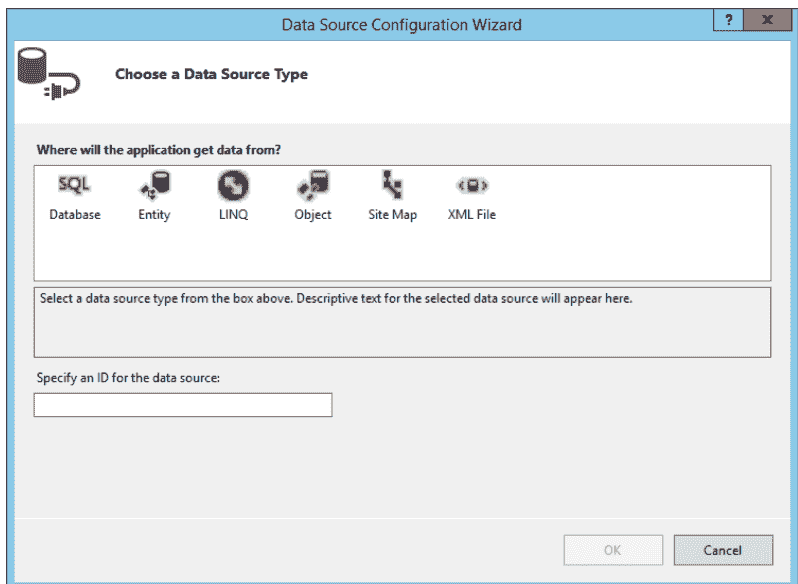 Data Source Configuration Wizard
? x
Choose a Data Source Type
Where will the application get data from?
SQL
Database Entity LINQ Object Site Map XML File
Select a data source type from the box above. Descriptive text for the selected data source will appear here.
Specify an ID for the data source:
OK Cancel